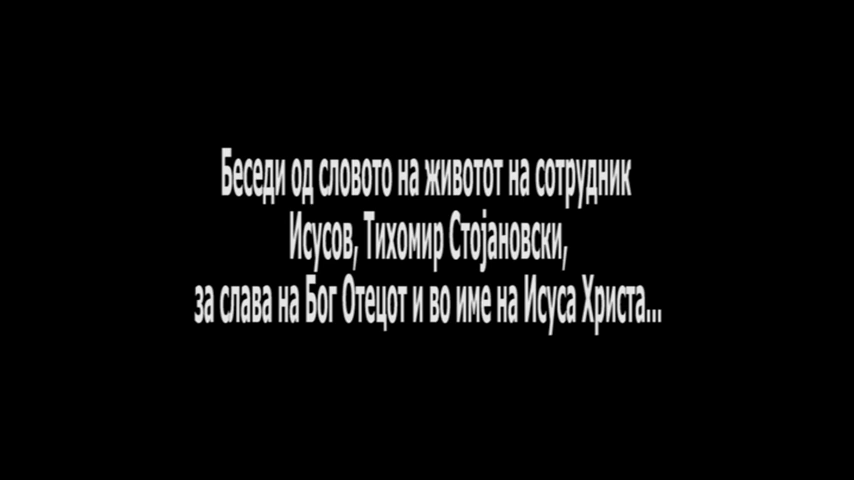 Беседи од словото на животот на сотрудник
Исусов, Тихомир Стојановски,
за слава на Бог Отецот и во име на Исуса Христа...